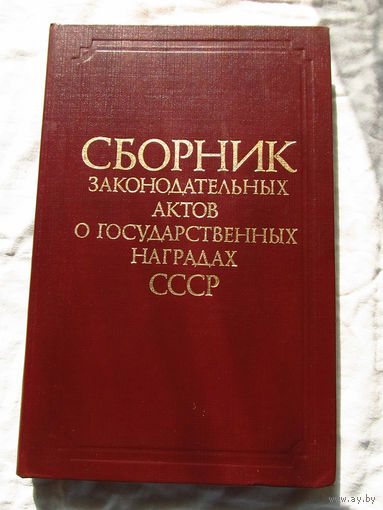 СБОРНИК
ЗАКОНОДАТЕЛЬНЫХ
АКТОВ
О ГОСУДАРСТВЕННЫХ
НАГРАДАХ
СССР
www.ay.by